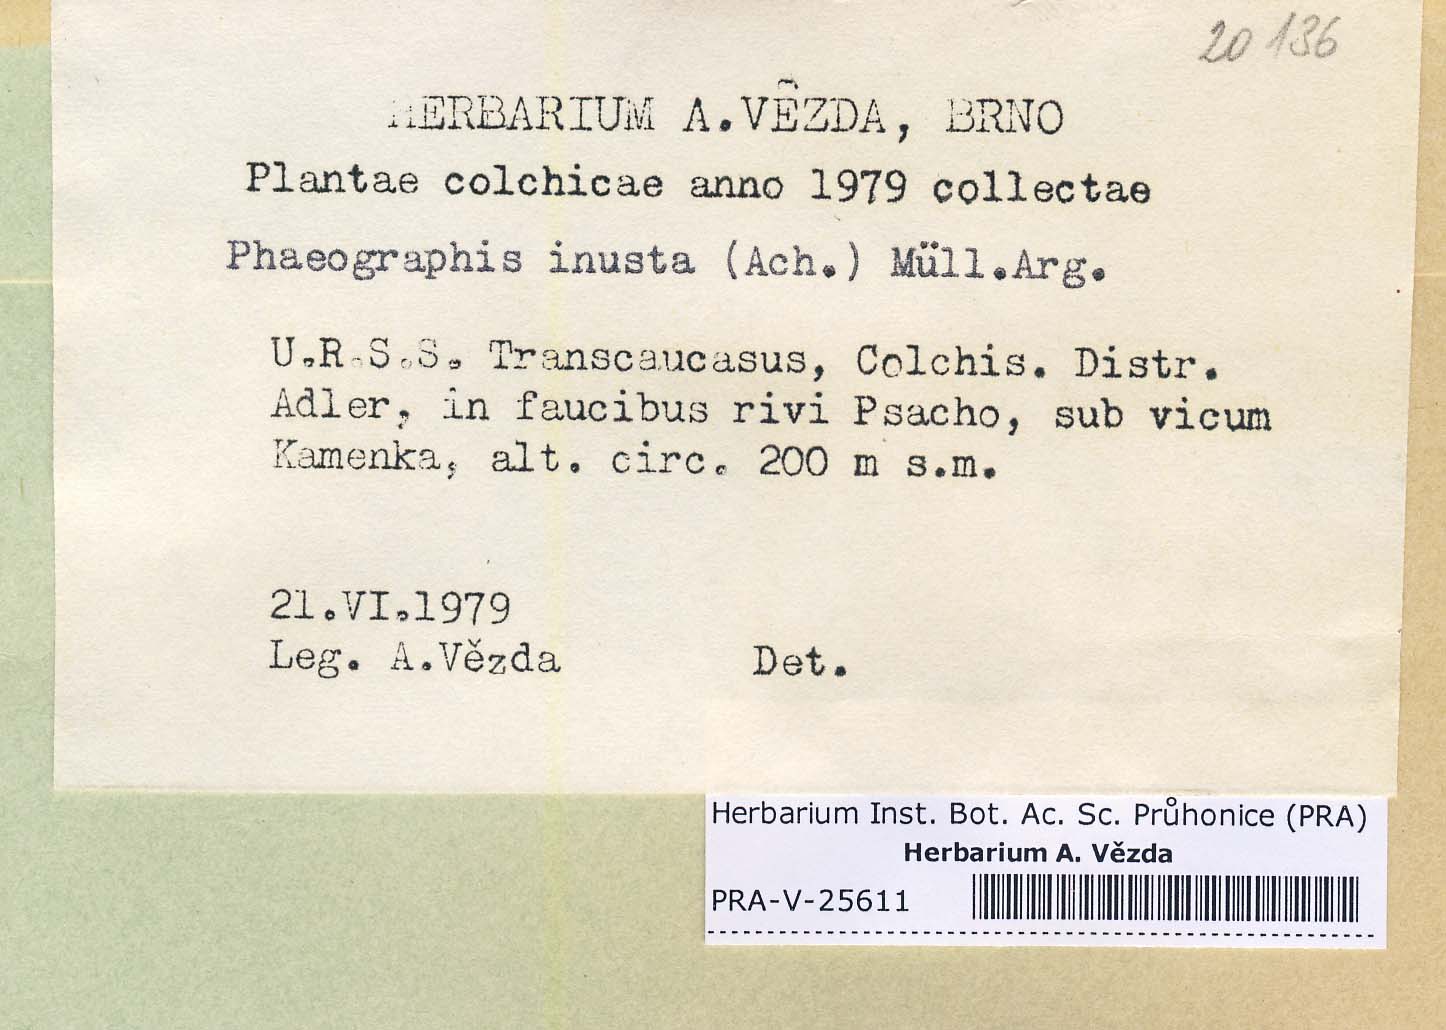 20 136
HERBARIUM A.VĚZDA, BRNO
Plantae colchicae anno 1979 collectae
Phaeographis inusta (Ach.) Müll.Arg.
U.R.S.S. Transcaucasus, Colchis. Distr.
Adler, in faucibus rivi Psacho, sub vicum
Kamenka, alt. circ. 200 m s.m.
21.VI.1979
Leg. A.Vězda Det.
Herbarium Inst. Bot. Ac. Sc. Průhonice (PRA)
Herbarium A. Vězda
PRA-V-25611